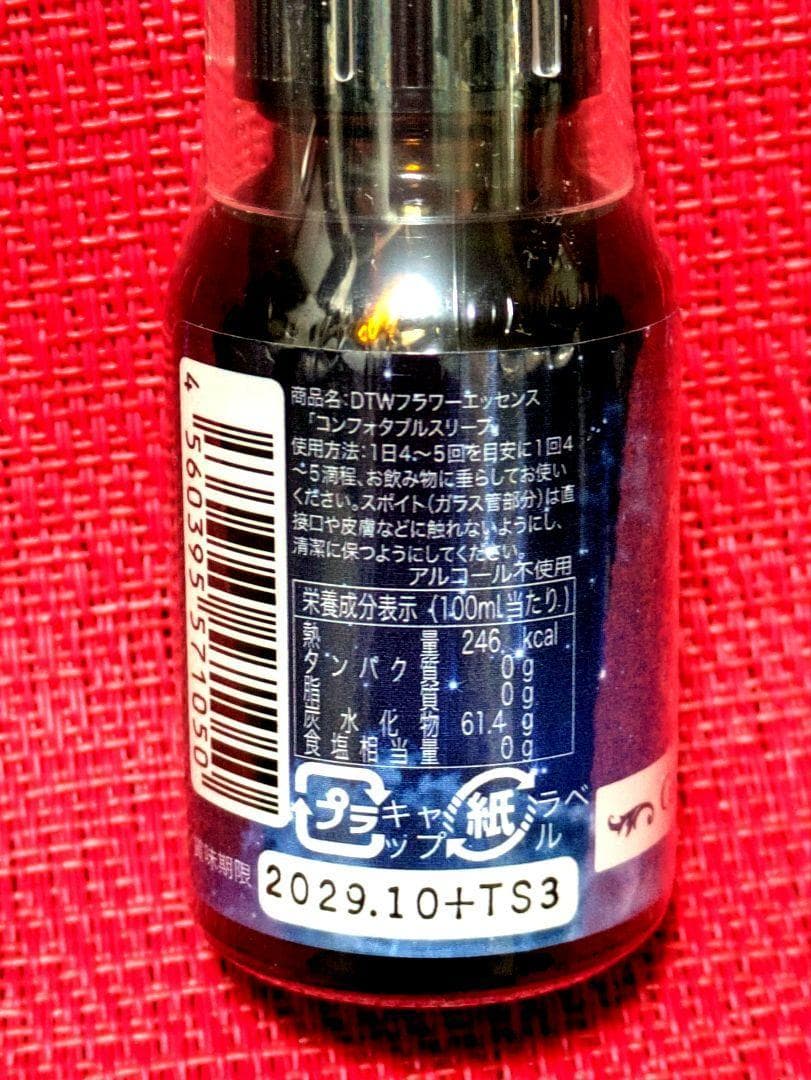 商品名:DTWフラワーエッセンス
「コンフォタブルスリープ」
使用方法:1日4〜5回を目安に1回4
〜5滴程、お飲み物に垂らしてお使い
ください。スポイト(ガラス管部分)は直
接口や皮膚などに触れないようにし、
清潔に保つようにしてください。
アルコール不使用
栄養成分表示 (100ml当たり)
熱量 246 kcal
タンパク質 0g
脂質 0g
炭水化物 61.4 g
食塩相当量 0g
プラ キャップ 紙 ラベル
賞味期限 2029.10+TS3
4 560395 571050